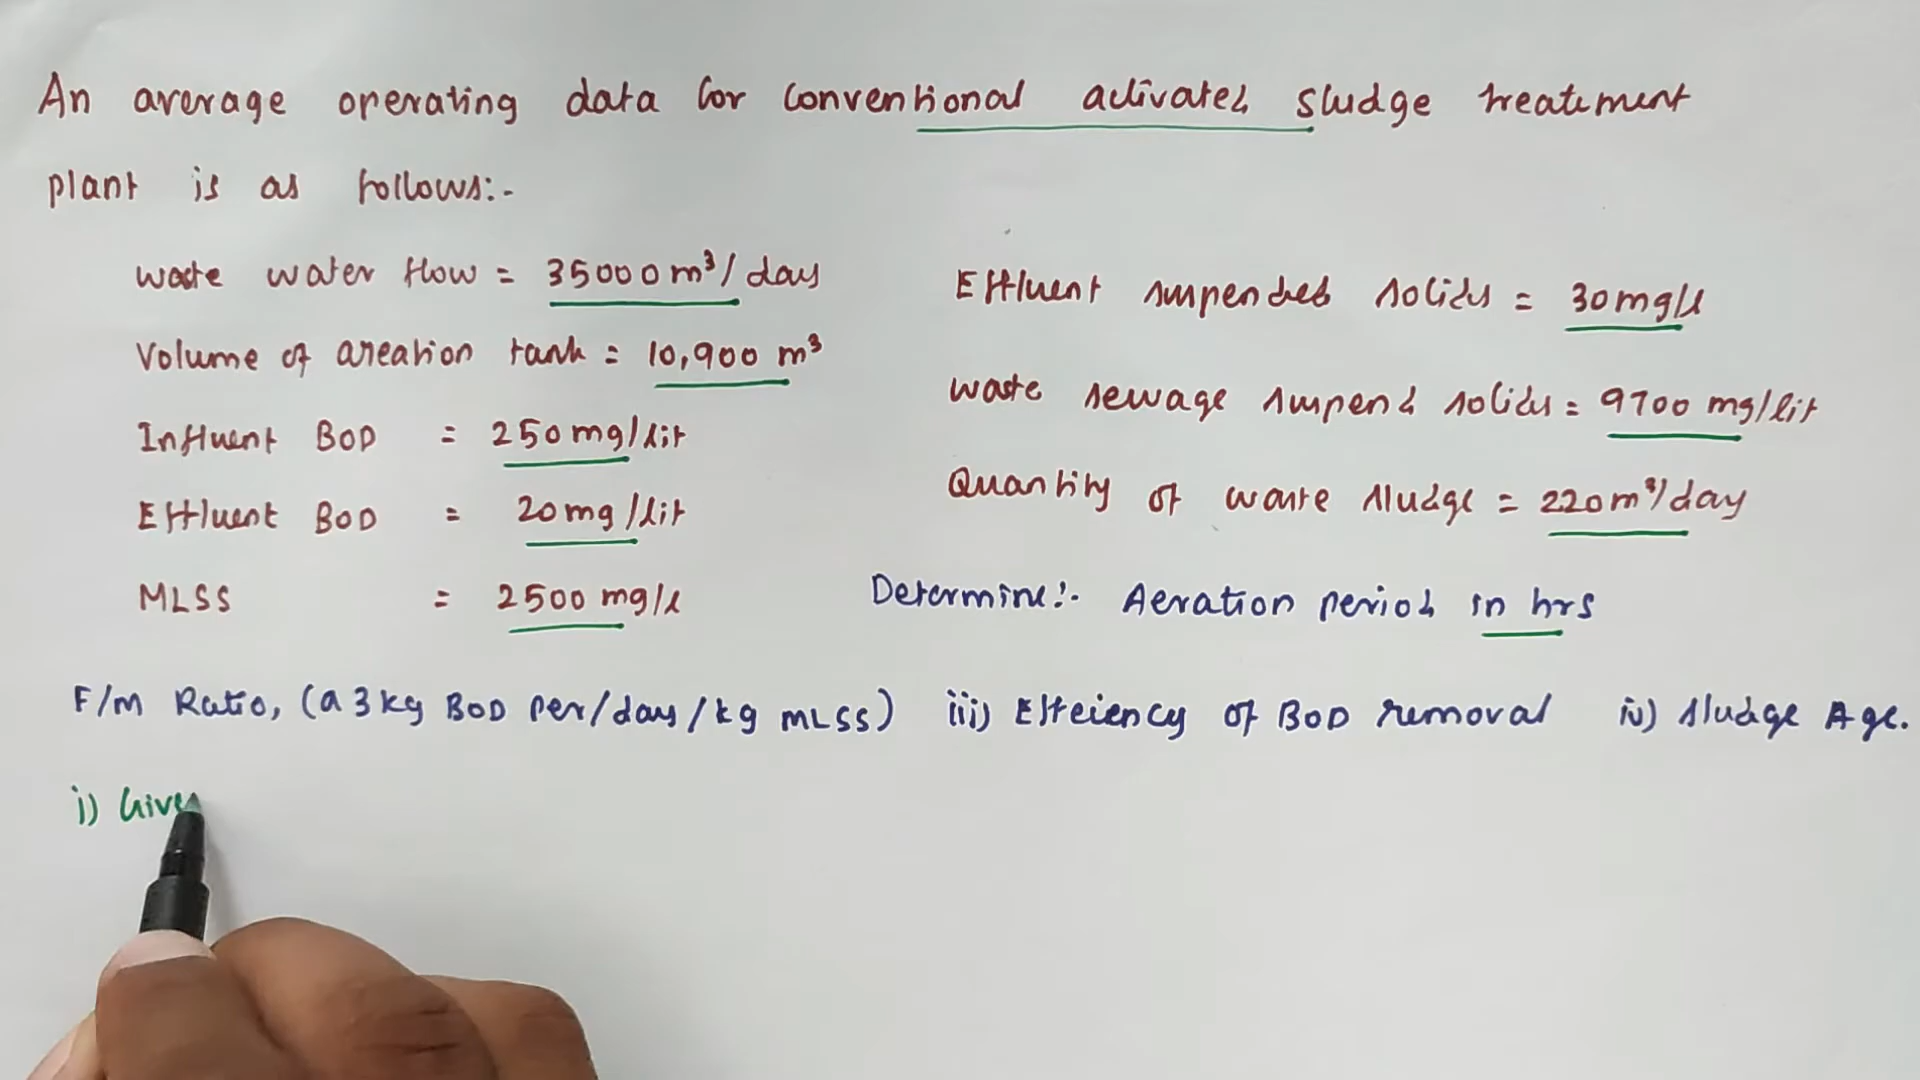 An average operating data for conventional activated sludge treatement
plant is as follows:-
Waste water flow = 35000 m³/day
Volume of areation tank = 10,900 m³
Influent BOD = 250 mg/lit
Effluent BOD = 20 mg/lit
MLSS = 2500 mg/l
Effluent suspended solids = 30 mg/l
Waste sewage suspend solids = 9700 mg/lit
Quantity of waste sludge = 220 m³/day
Determine:- Aeration period in hrs
F/M Ratio, (a 3 kg BOD per/day/kg MLSS) iii) Effeiency of BOD removal iv) sludge Age.
i) Give